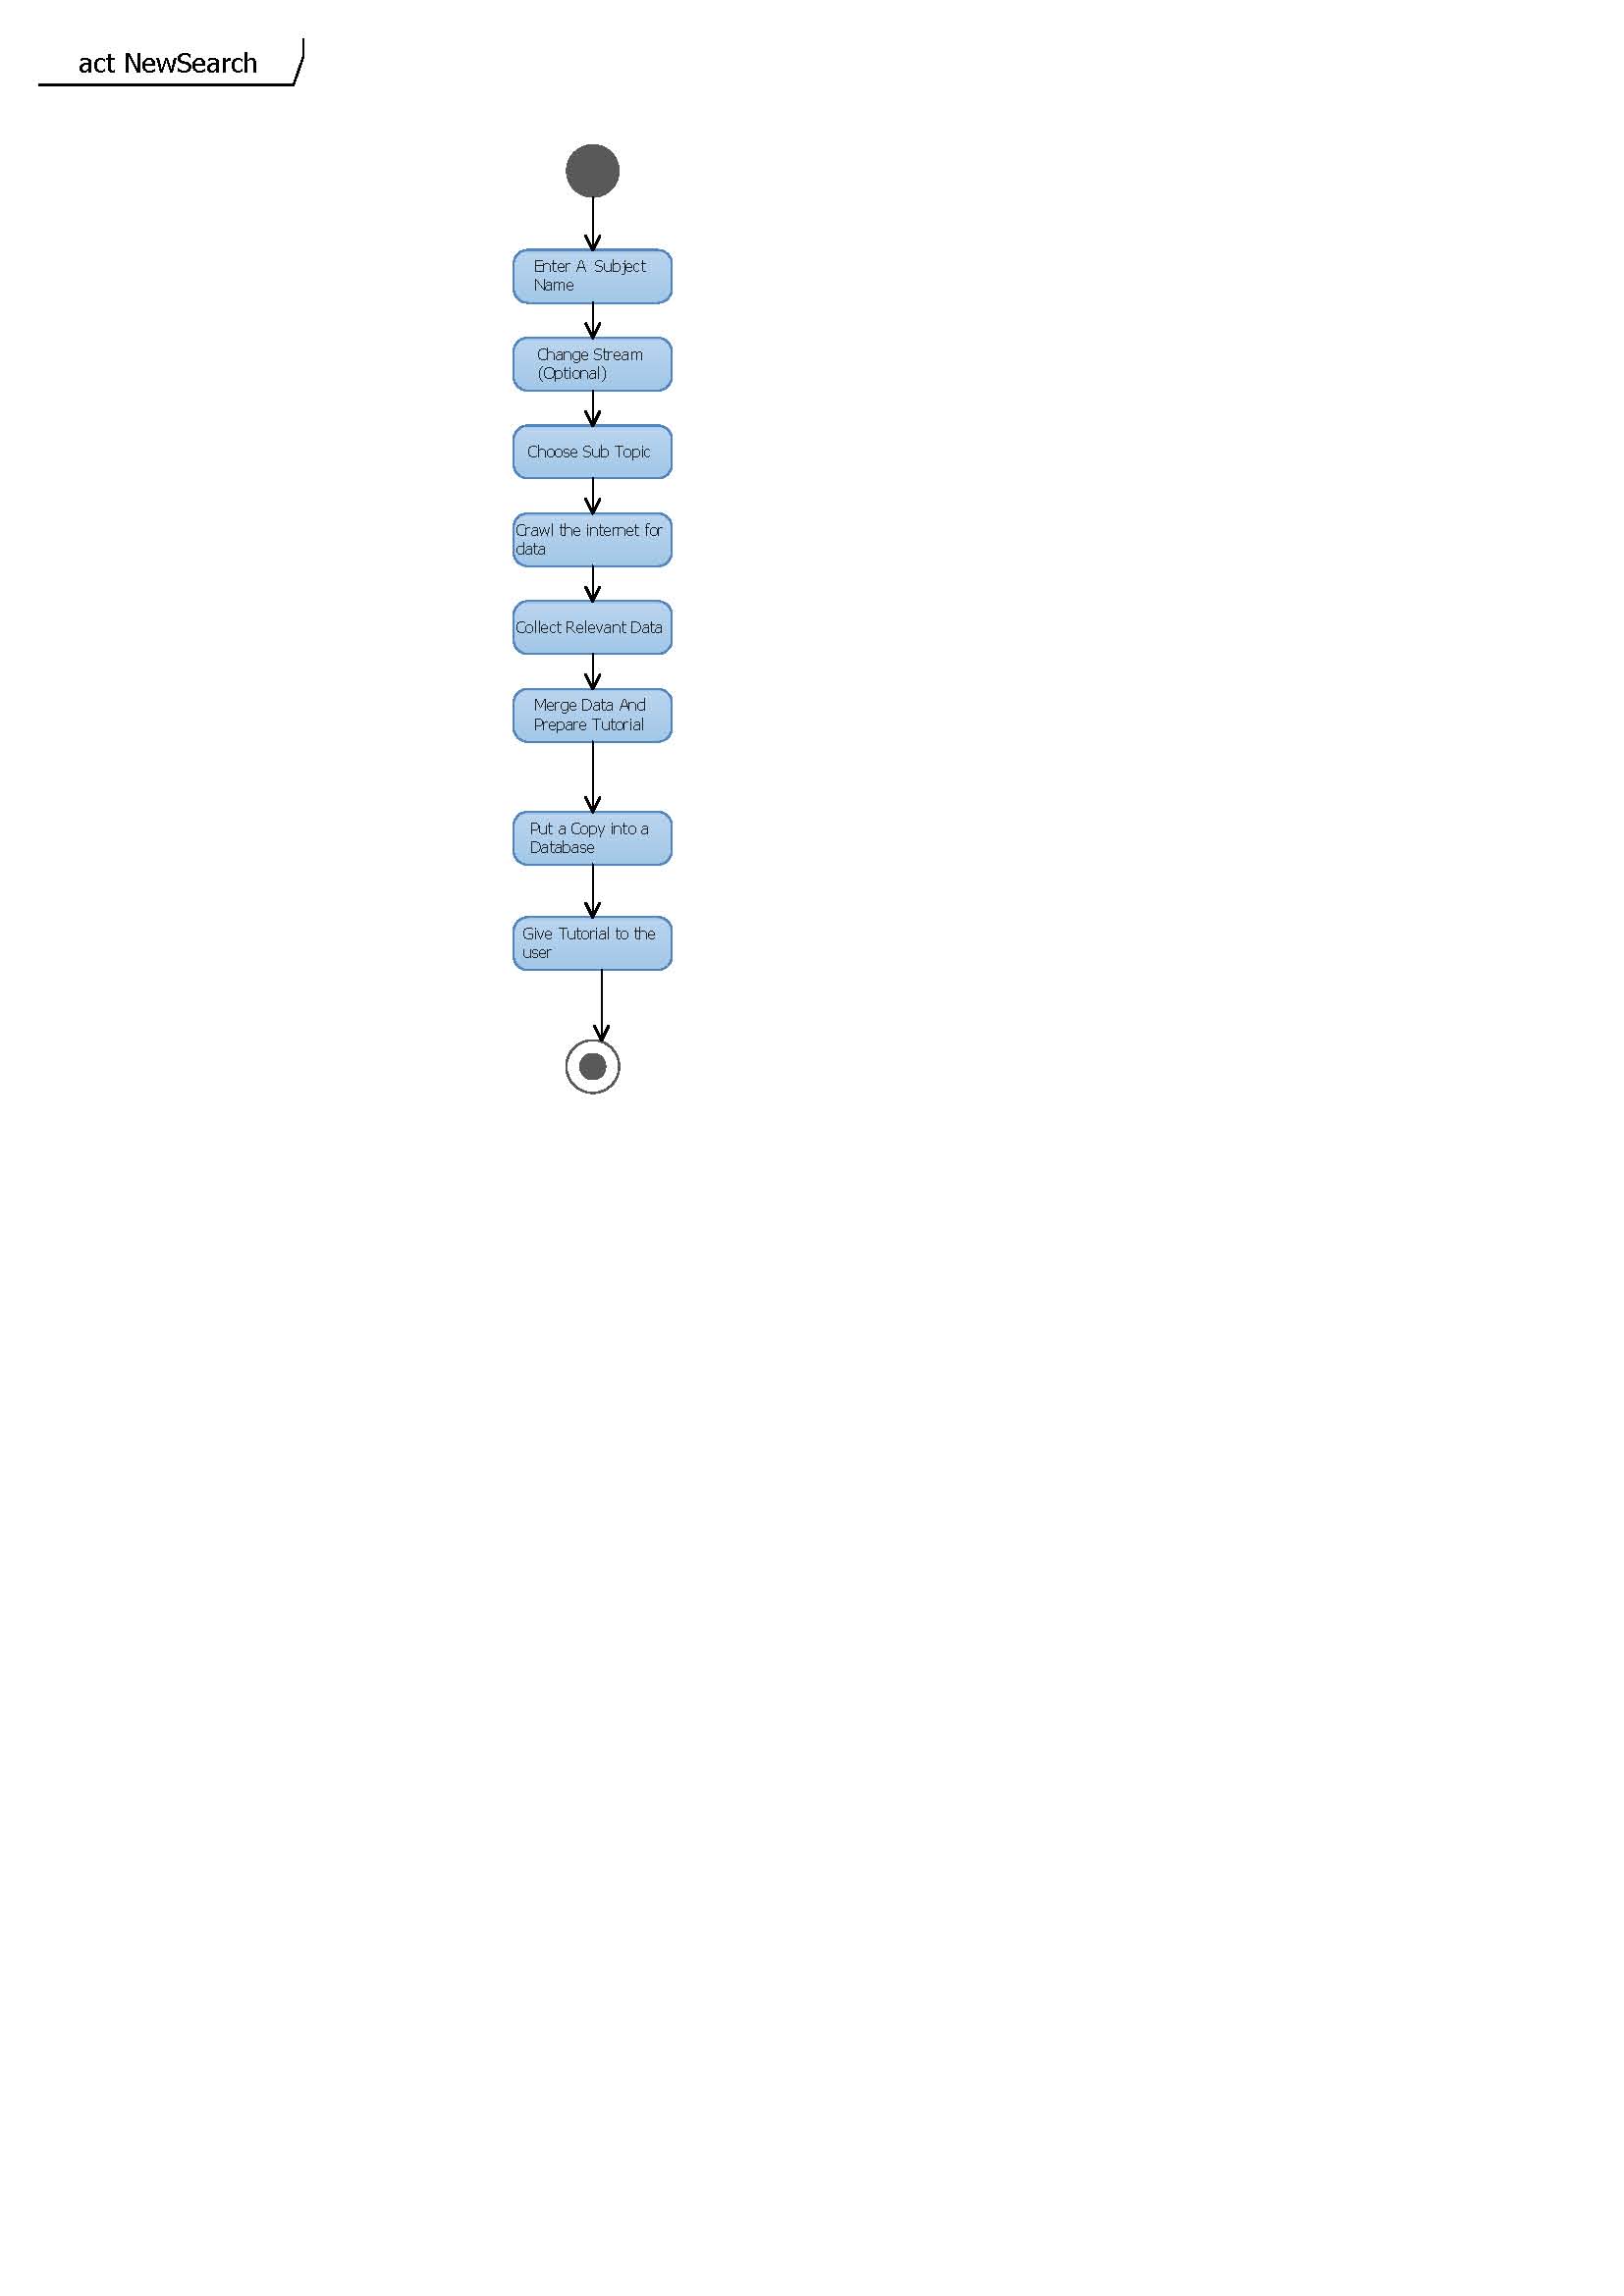 act NewSearch
Enter A Subject
Name
Change Stream
(Optional)
Choose Sub Topic
Crawl the internet for
data
Collect Relevant Data
Merge Data And
Prepare Tutorial
Put a Copy into a
Database
Give Tutorial to the
user